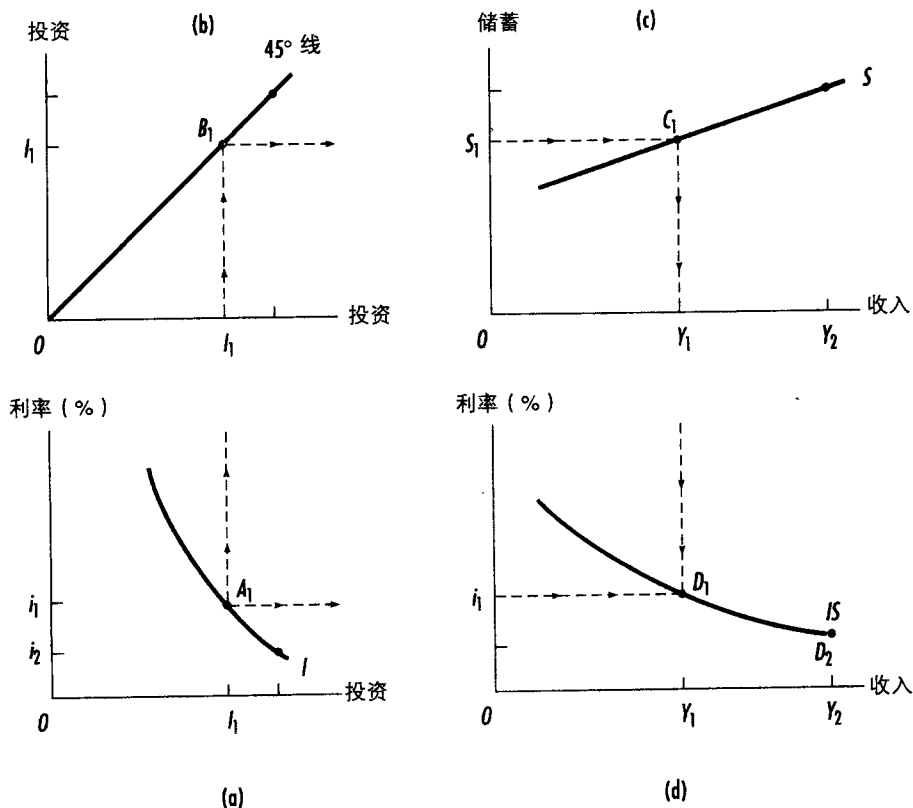 (b)
投资
45° 线
B₁
I₁
0
I₁
投资
(c)
储蓄
S
C₁
S₁
0
Y₁
Y₂
收入
利率（%）
A₁
i₁
i₂
I
0
I₁
投资
(a)
利率（%）
D₁
i₁
IS
D₂
0
Y₁
Y₂
收入
(d)